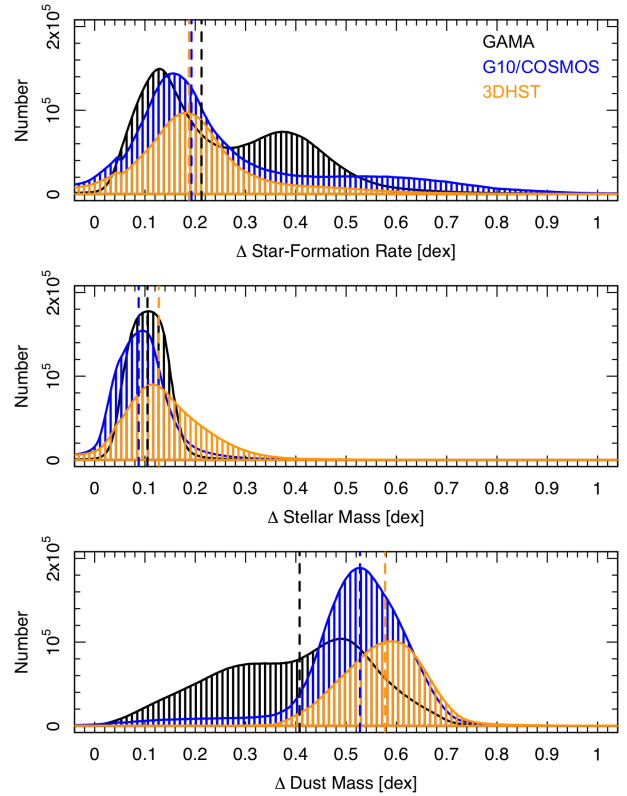 2x10⁵
10⁵
0
Number
GAMA
G10/COSMOS
3DHST
0 0.1 0.2 0.3 0.4 0.5 0.6 0.7 0.8 0.9 1
Δ Star-Formation Rate [dex]
2x10⁵
10⁵
0
Number
0 0.1 0.2 0.3 0.4 0.5 0.6 0.7 0.8 0.9 1
Δ Stellar Mass [dex]
2x10⁵
10⁵
0
Number
0 0.1 0.2 0.3 0.4 0.5 0.6 0.7 0.8 0.9 1
Δ Dust Mass [dex]